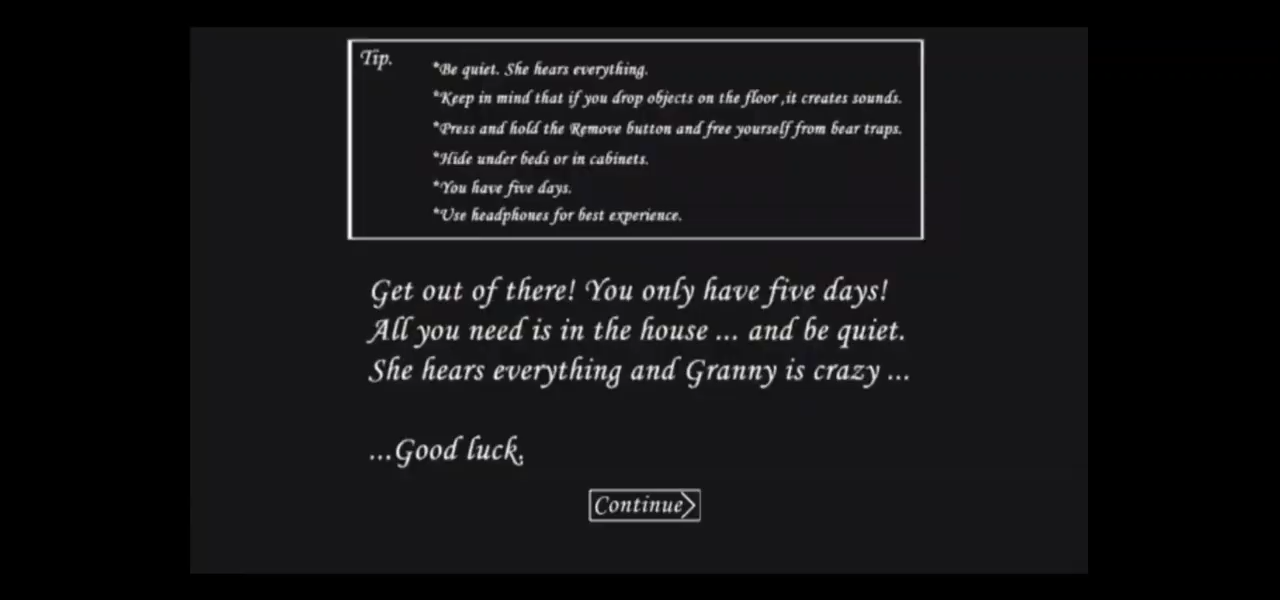 Tip.
*Be quiet. She hears everything.
*Keep in mind that if you drop objects on the floor ,it creates sounds.
*Press and hold the Remove button and free yourself from bear traps.
*Hide under beds or in cabinets.
*You have five days.
*Use headphones for best experience.
Get out of there! You only have five days!
All you need is in the house ... and be quiet.
She hears everything and Granny is crazy ...
...Good luck.
Continue